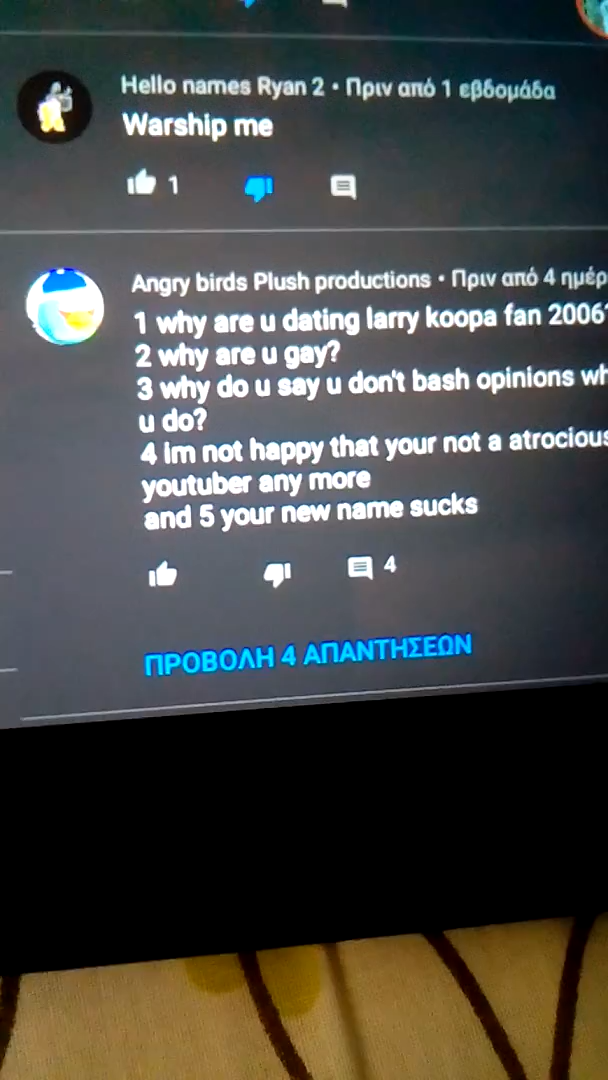 Hello names Ryan 2 • Πριν από 1 εβδομάδα
Warship me
1
Angry birds Plush productions • Πριν από 4 ημέρ
1 why are u dating larry koopa fan 2006
2 why are u gay?
3 why do u say u don't bash opinions wh
u do?
4 im not happy that your not a atrocious
youtuber any more
and 5 your new name sucks
4
ΠΡΟΒΟΛΗ 4 ΑΠΑΝΤΗΣΕΩΝ